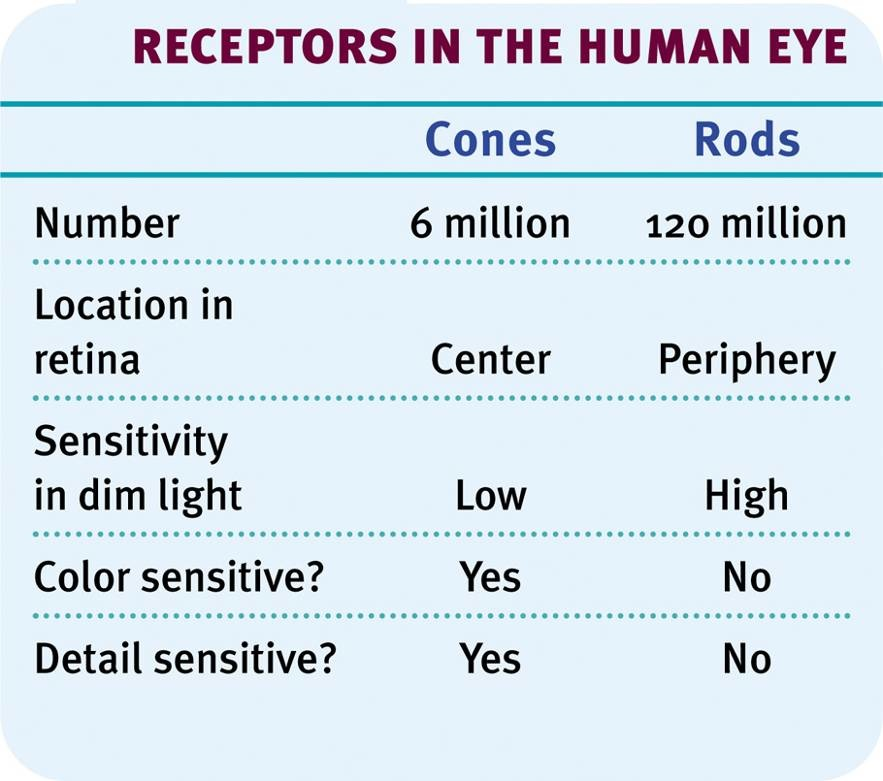 RECEPTORS IN THE HUMAN EYE
Cones Rods
Number 6 million 120 million
Location in
retina Center Periphery
Sensitivity
in dim light Low High
Color sensitive? Yes No
Detail sensitive? Yes No